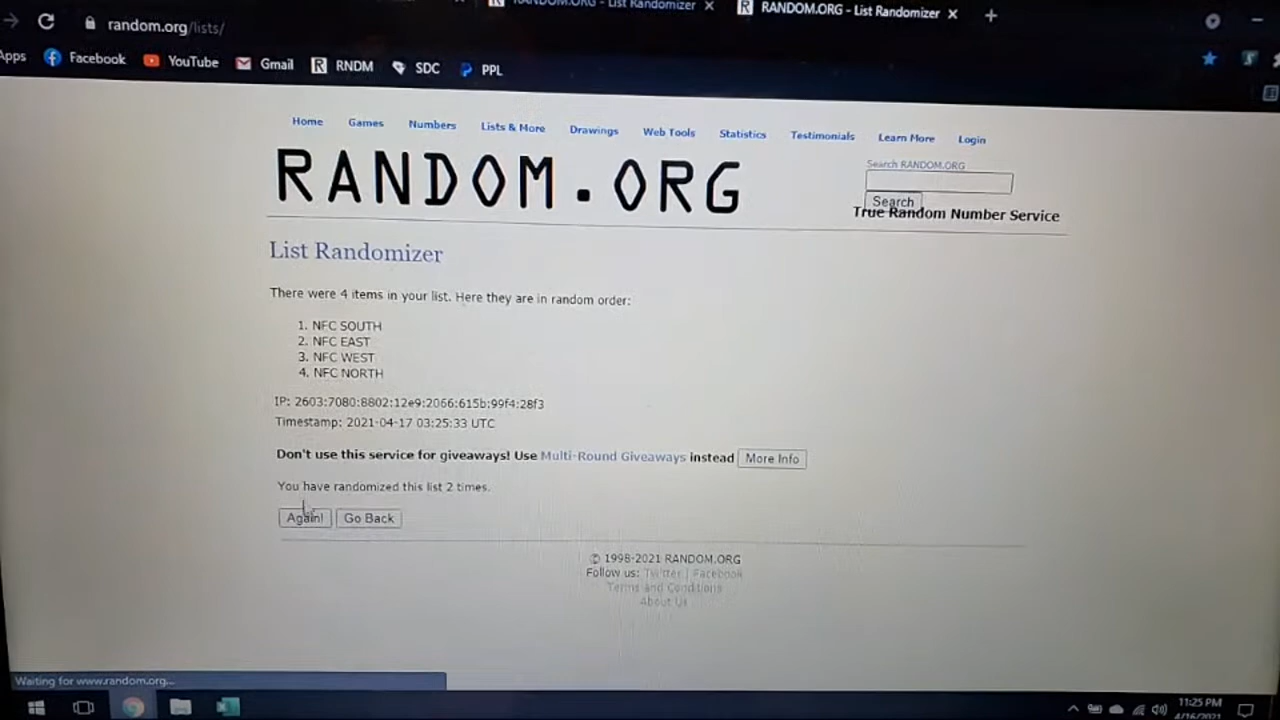 RANDOM.ORG - List Randomizer
RANDOM.ORG - List Randomizer
random.org/lists/
Apps Facebook YouTube Gmail RNDM SDC PPL
Home Games Numbers Lists & More Drawings Web Tools Statistics Testimonials Learn More Login
RANDOM.ORG
Search RANDOM.ORG
Search
True Random Number Service
List Randomizer
There were 4 items in your list. Here they are in random order:
1. NFC SOUTH
2. NFC EAST
3. NFC WEST
4. NFC NORTH
IP: 2603:7080:8802:12e9:2066:615b:99f4:28f3
Timestamp: 2021-04-17 03:25:33 UTC
Don't use this service for giveaways! Use Multi-Round Giveaways instead More Info
You have randomized this list 2 times.
Again! Go Back
© 1998-2021 RANDOM.ORG
Follow us: Twitter | Facebook
Terms and Conditions
About Us
Waiting for www.random.org...
11:25 PM
4/16/2021